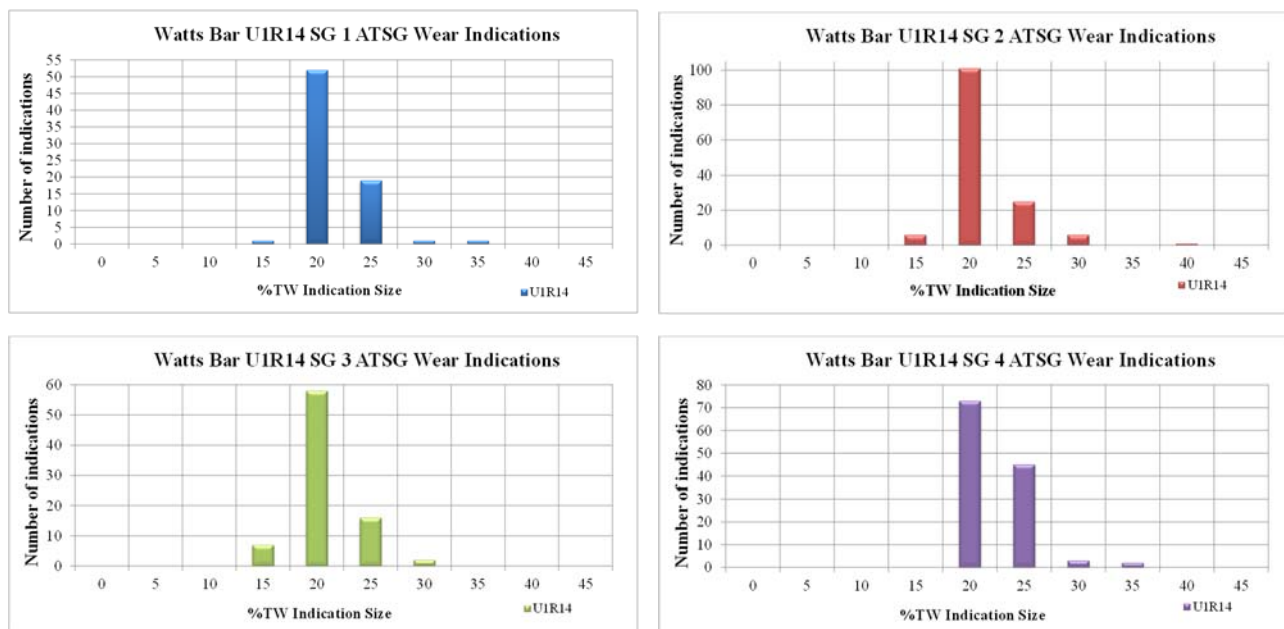 Watts Bar U1R14 SG 1 ATSG Wear Indications
Number of indications
55
50
45
40
35
30
25
20
15
10
5
0
0 5 10 15 20 25 30 35 40 45
%TW Indication Size
U1R14
Watts Bar U1R14 SG 2 ATSG Wear Indications
Number of indications
100
80
60
40
20
0
0 5 10 15 20 25 30 35 40 45
%TW Indication Size
U1R14
Watts Bar U1R14 SG 3 ATSG Wear Indications
Number of indications
60
50
40
30
20
10
0
0 5 10 15 20 25 30 35 40 45
%TW Indication Size
U1R14
Watts Bar U1R14 SG 4 ATSG Wear Indications
Number of indications
80
70
60
50
40
30
20
10
0
0 5 10 15 20 25 30 35 40 45
%TW Indication Size
U1R14